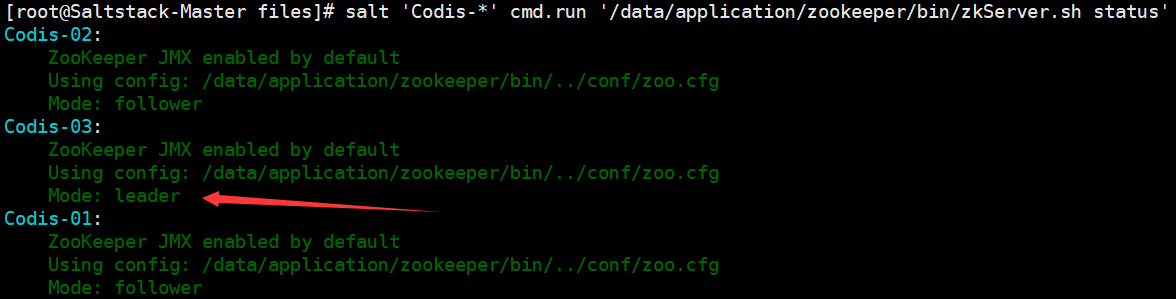 [root@Saltstack-Master files]# salt 'Codis-*' cmd.run '/data/application/zookeeper/bin/zkServer.sh status'
Codis-02:
    ZooKeeper JMX enabled by default
    Using config: /data/application/zookeeper/bin/../conf/zoo.cfg
    Mode: follower
Codis-03:
    ZooKeeper JMX enabled by default
    Using config: /data/application/zookeeper/bin/../conf/zoo.cfg
    Mode: leader
Codis-01:
    ZooKeeper JMX enabled by default
    Using config: /data/application/zookeeper/bin/../conf/zoo.cfg
    Mode: follower